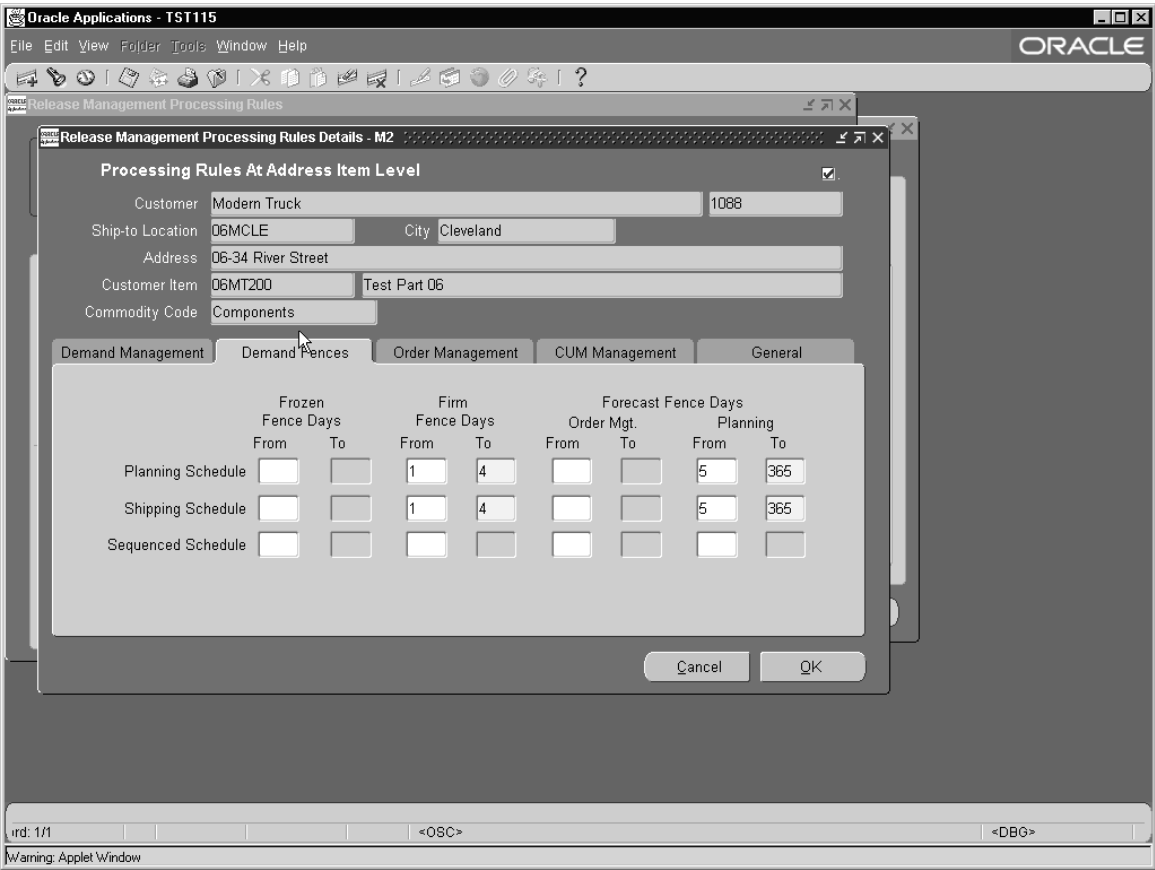 Oracle Applications - TST115
File Edit View Folder Tools Window Help
ORACLE
?
Release Management Processing Rules
Release Management Processing Rules Details - M2
Processing Rules At Address Item Level
Customer Modern Truck 1088
Ship-to Location 06MCLE City Cleveland
Address 06-34 River Street
Customer Item 06MT200 Test Part 06
Commodity Code Components
Demand Management Demand Fences Order Management CUM Management General
Frozen Firm Forecast Fence Days
Fence Days Fence Days Order Mgt. Planning
From To From To From To From To
Planning Schedule 1 4 5 365
Shipping Schedule 1 4 5 365
Sequenced Schedule
Cancel OK
rd: 1/1 <OSC> <DBG>
Warning: Applet Window